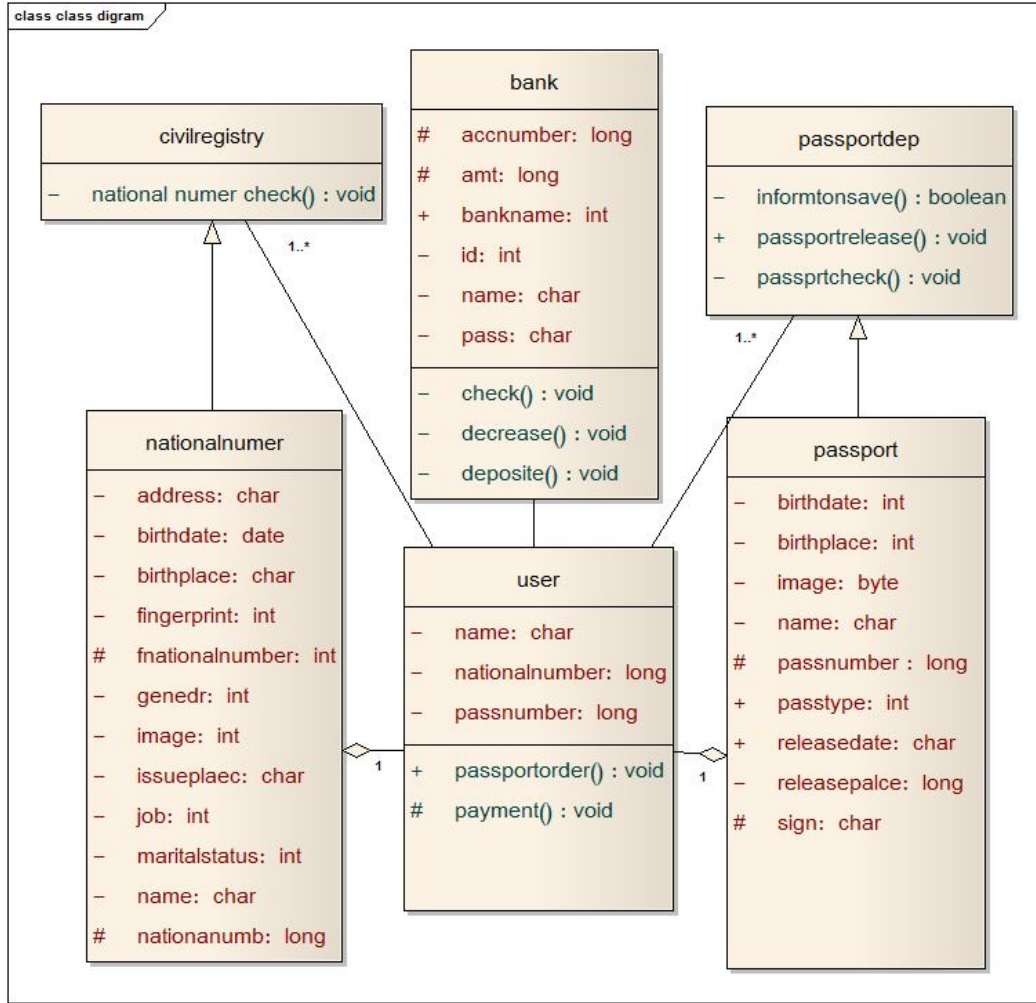 class class digram
civilregistry
– national numer check() : void
bank
# accnumber: long
# amt: long
+ bankname: int
– id: int
– name: char
– pass: char
– check() : void
– decrease() : void
– deposite() : void
passportdep
– informtonsave() : boolean
+ passportrelease() : void
– passprtcheck() : void
1..*
1..*
nationalnumer
– address: char
– birthdate: date
– birthplace: char
– fingerprint: int
# fnationalnumber: int
– genedr: int
– image: int
– issueplaec: char
– job: int
– maritalstatus: int
– name: char
# nationanumb: long
user
– name: char
– nationalnumber: long
– passnumber: long
+ passportorder() : void
# payment() : void
1
1
passport
– birthdate: int
– birthplace: int
– image: byte
– name: char
# passnumber : long
+ passtype: int
+ releasedate: char
– releasepalce: long
# sign: char